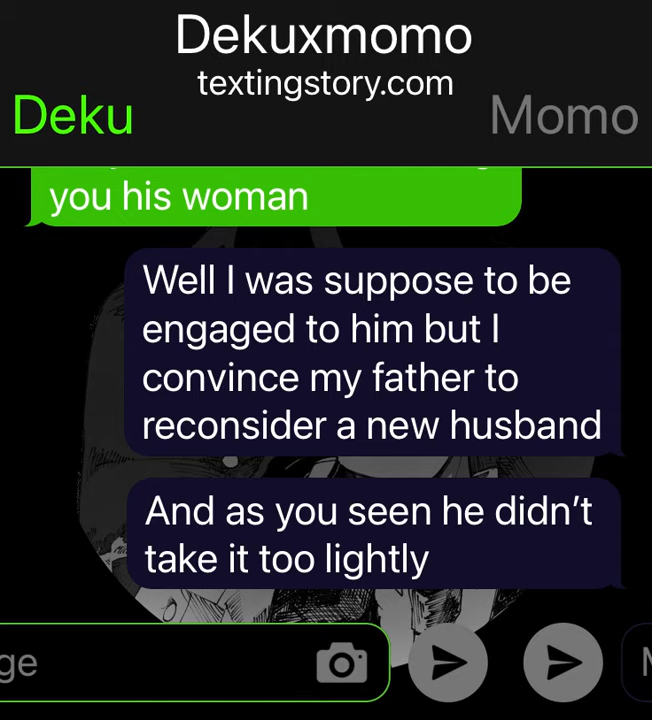 Dekuxmomo
textingstory.com
Deku Momo
you his woman
Well I was suppose to be
engaged to him but I
convince my father to
reconsider a new husband
And as you seen he didn't
take it too lightly
ge